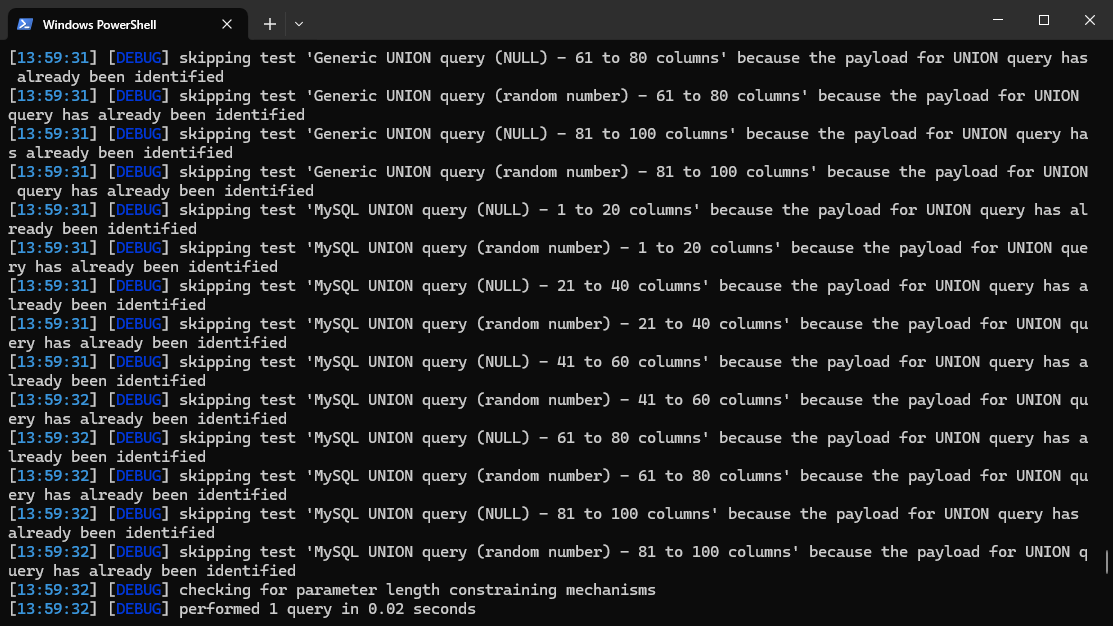 Windows PowerShell
[13:59:31] [DEBUG] skipping test 'Generic UNION query (NULL) - 61 to 80 columns' because the payload for UNION query has
 already been identified
[13:59:31] [DEBUG] skipping test 'Generic UNION query (random number) - 61 to 80 columns' because the payload for UNION
query has already been identified
[13:59:31] [DEBUG] skipping test 'Generic UNION query (NULL) - 81 to 100 columns' because the payload for UNION query ha
s already been identified
[13:59:31] [DEBUG] skipping test 'Generic UNION query (random number) - 81 to 100 columns' because the payload for UNION
 query has already been identified
[13:59:31] [DEBUG] skipping test 'MySQL UNION query (NULL) - 1 to 20 columns' because the payload for UNION query has al
ready been identified
[13:59:31] [DEBUG] skipping test 'MySQL UNION query (random number) - 1 to 20 columns' because the payload for UNION que
ry has already been identified
[13:59:31] [DEBUG] skipping test 'MySQL UNION query (NULL) - 21 to 40 columns' because the payload for UNION query has a
lready been identified
[13:59:31] [DEBUG] skipping test 'MySQL UNION query (random number) - 21 to 40 columns' because the payload for UNION qu
ery has already been identified
[13:59:31] [DEBUG] skipping test 'MySQL UNION query (NULL) - 41 to 60 columns' because the payload for UNION query has a
lready been identified
[13:59:32] [DEBUG] skipping test 'MySQL UNION query (random number) - 41 to 60 columns' because the payload for UNION qu
ery has already been identified
[13:59:32] [DEBUG] skipping test 'MySQL UNION query (NULL) - 61 to 80 columns' because the payload for UNION query has a
lready been identified
[13:59:32] [DEBUG] skipping test 'MySQL UNION query (random number) - 61 to 80 columns' because the payload for UNION qu
ery has already been identified
[13:59:32] [DEBUG] skipping test 'MySQL UNION query (NULL) - 81 to 100 columns' because the payload for UNION query has
already been identified
[13:59:32] [DEBUG] skipping test 'MySQL UNION query (random number) - 81 to 100 columns' because the payload for UNION q
uery has already been identified
[13:59:32] [DEBUG] checking for parameter length constraining mechanisms
[13:59:32] [DEBUG] performed 1 query in 0.02 seconds